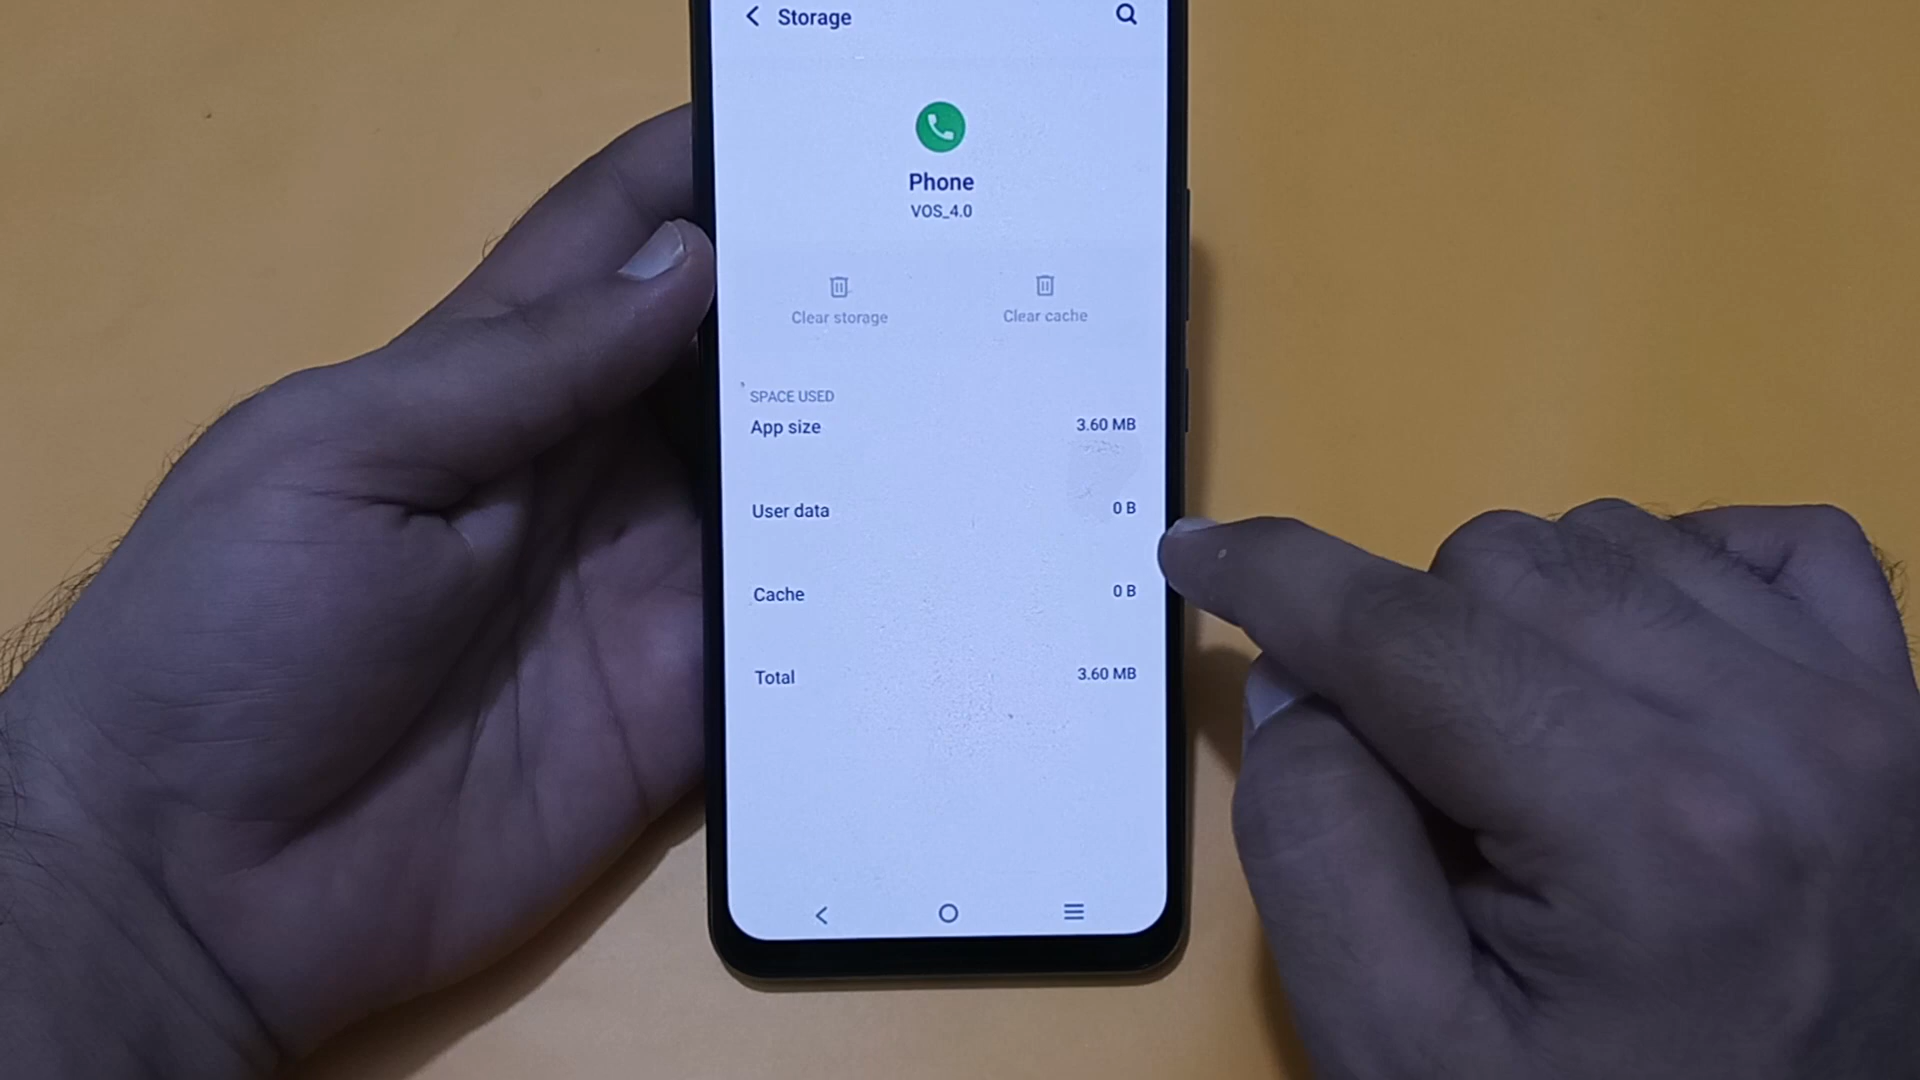 Storage
Phone
VOS_4.0
Clear storage
Clear cache
SPACE USED
App size 3.60 MB
User data 0 B
Cache 0 B
Total 3.60 MB